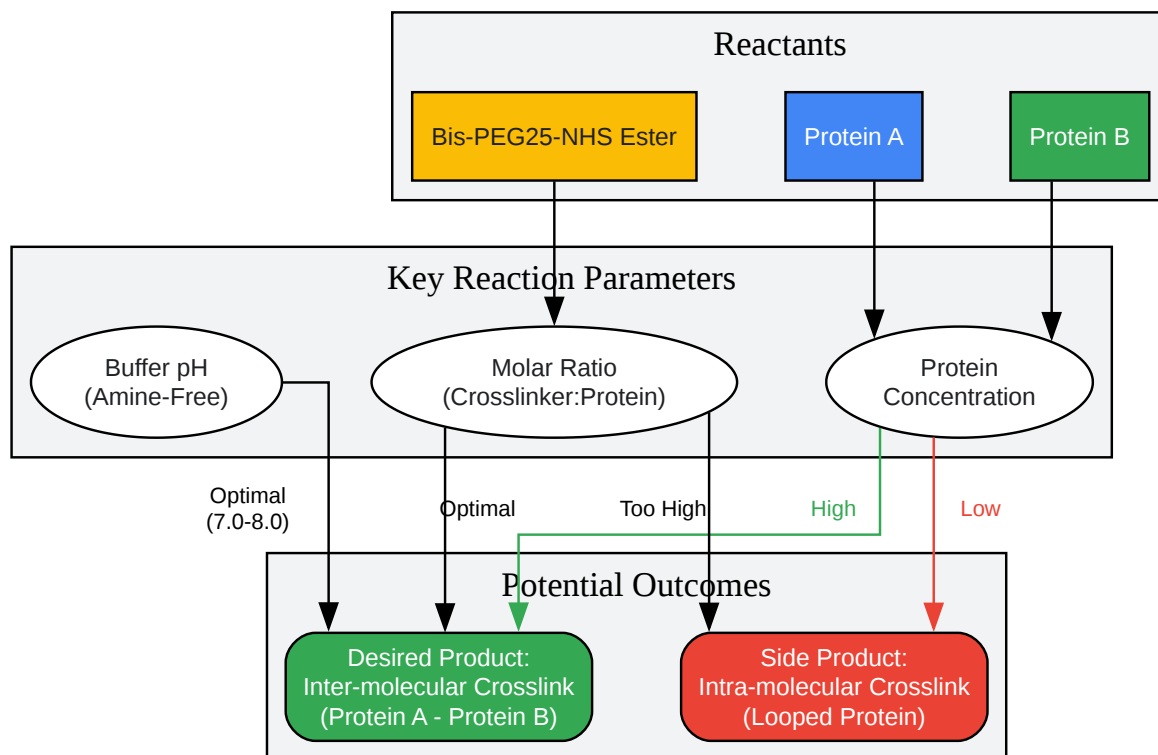 Reactants
Bis-PEG25-NHS Ester
Protein A
Protein B
Key Reaction Parameters
Buffer pH
(Amine-Free)
Molar Ratio
(Crosslinker:Protein)
Protein
Concentration
Optimal
(7.0-8.0)
Optimal
Too High
High
Low
Potential Outcomes
Desired Product:
Inter-molecular Crosslink
(Protein A - Protein B)
Side Product:
Intra-molecular Crosslink
(Looped Protein)